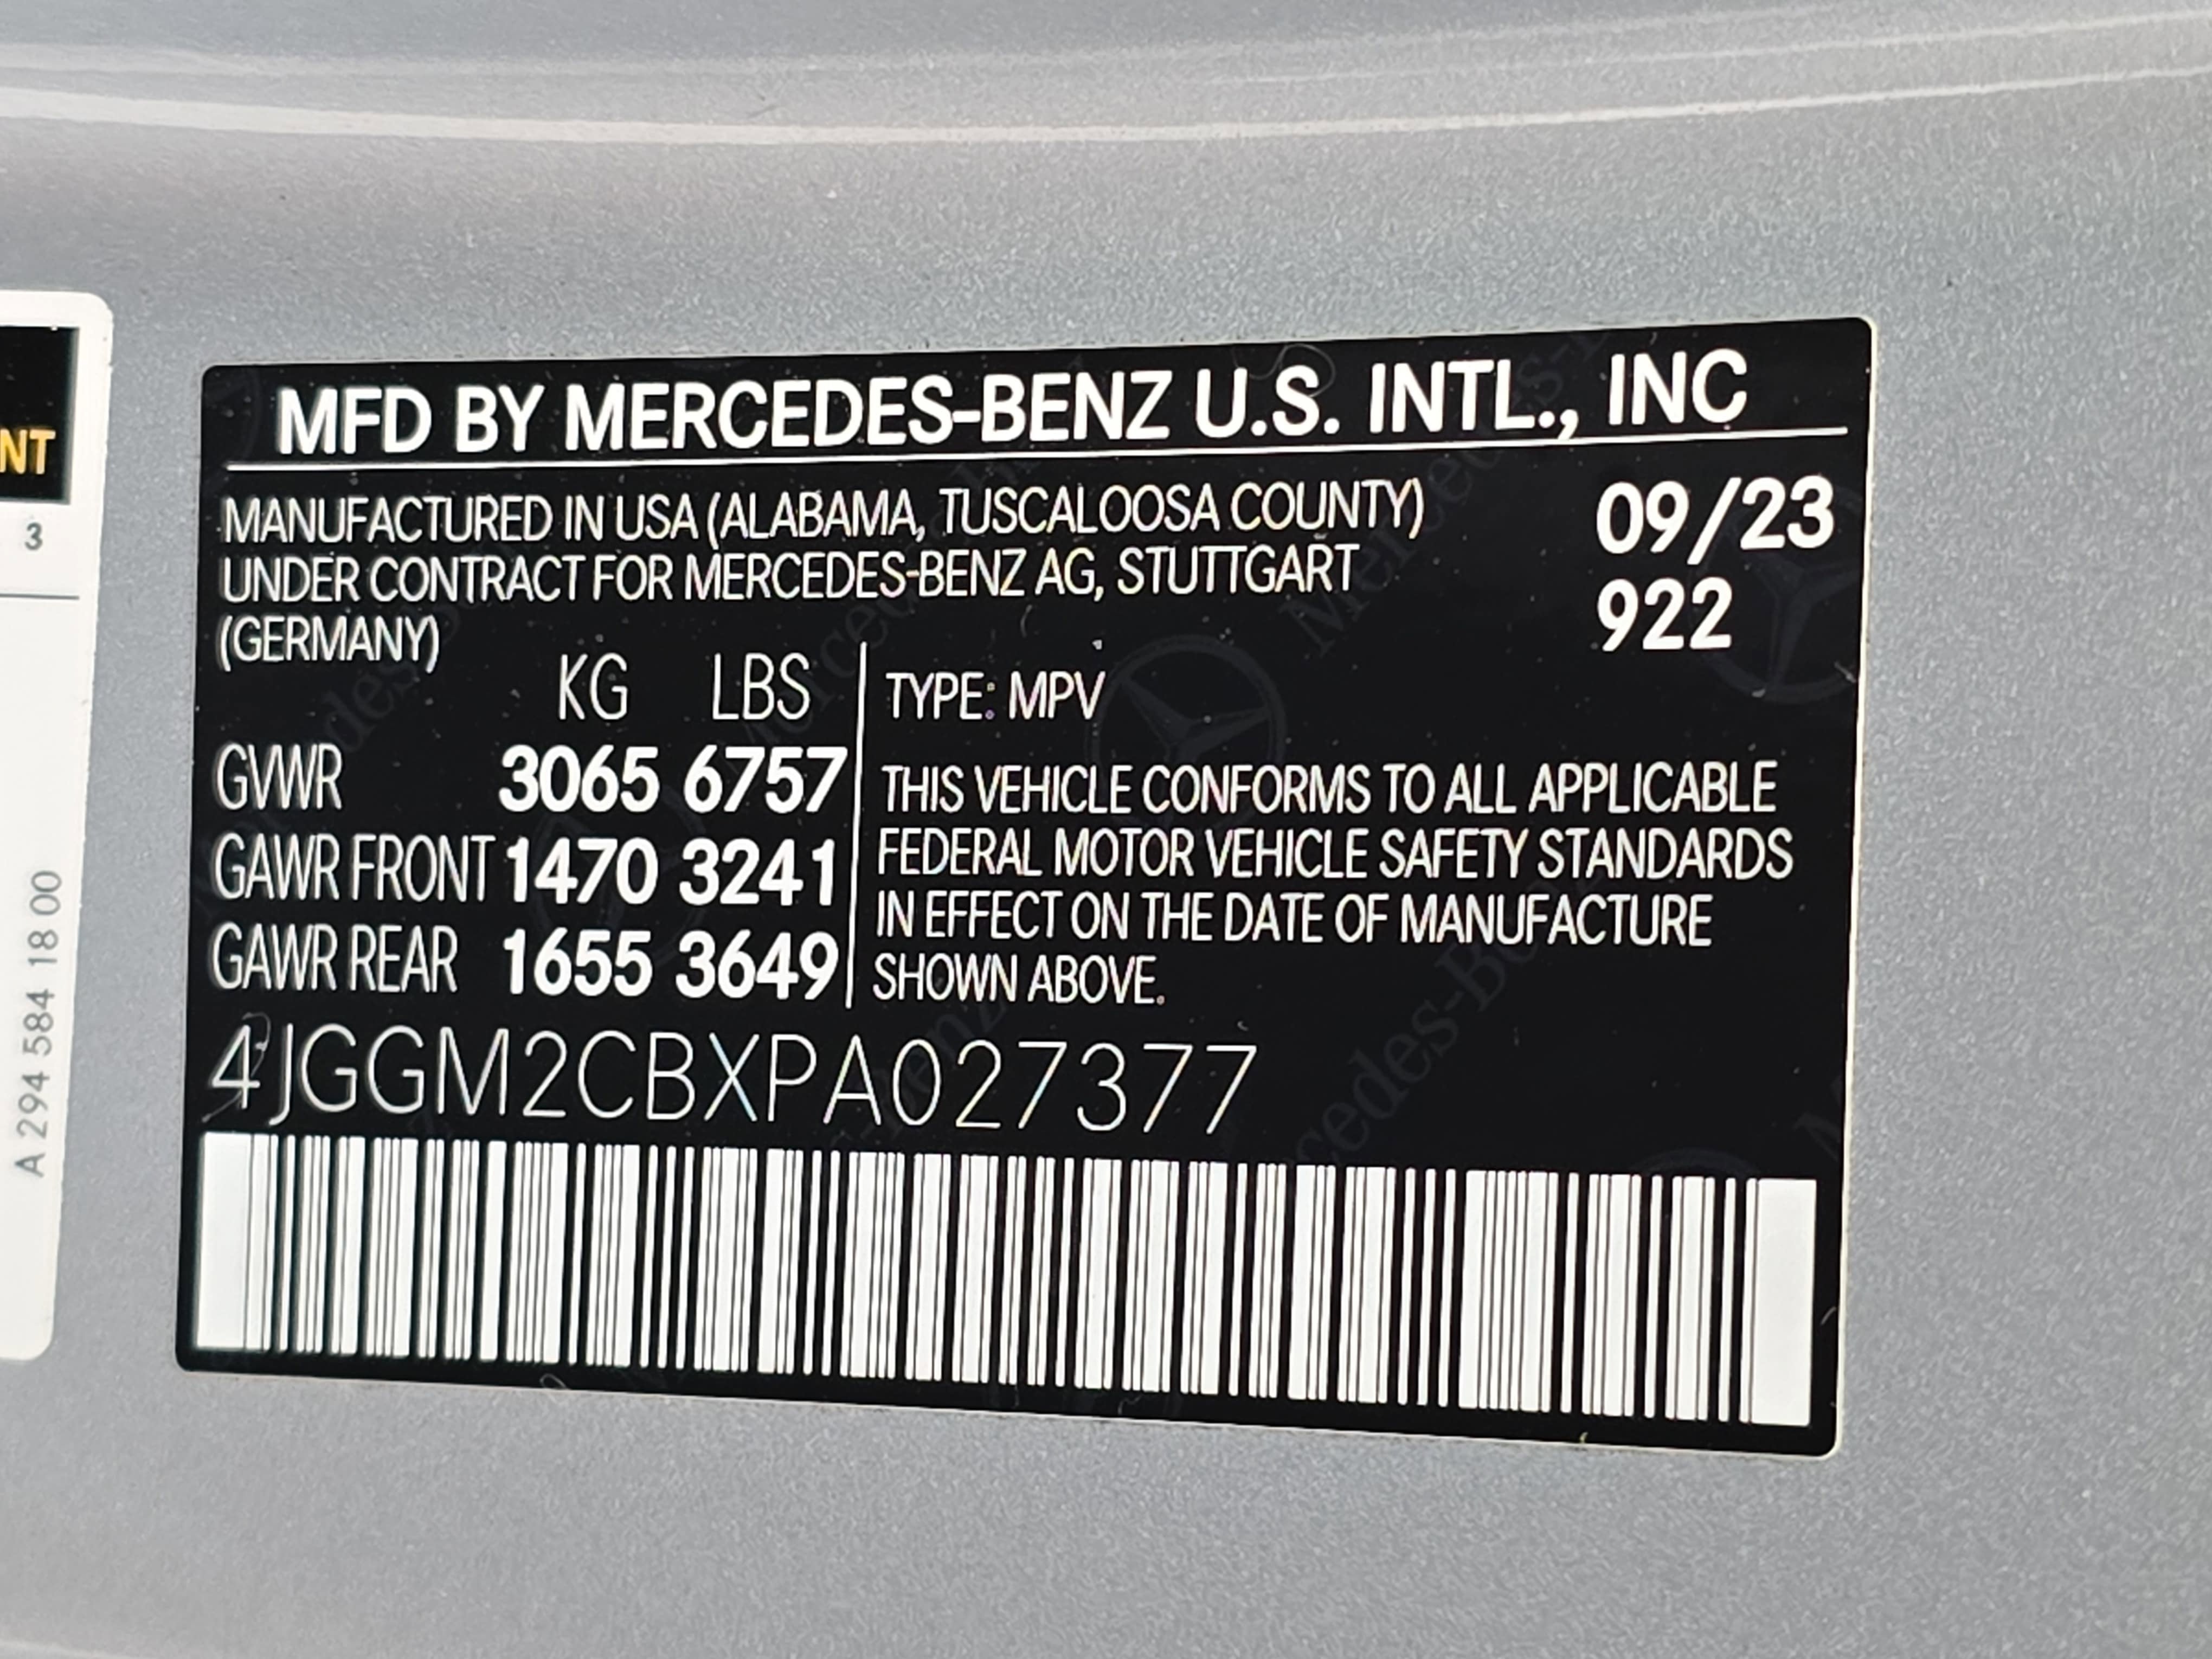 NT
3
A 294 584 18 00
MFD BY MERCEDES-BENZ U.S. INTL., INC
MANUFACTURED IN USA (ALABAMA, TUSCALOOSA COUNTY)
UNDER CONTRACT FOR MERCEDES-BENZ AG, STUTTGART
(GERMANY)
09/23
922
KG LBS
GVWR 3065 6757
GAWR FRONT 1470 3241
GAWR REAR 1655 3649
TYPE: MPV
THIS VEHICLE CONFORMS TO ALL APPLICABLE
FEDERAL MOTOR VEHICLE SAFETY STANDARDS
IN EFFECT ON THE DATE OF MANUFACTURE
SHOWN ABOVE.
4JGGM2CBXPA027377